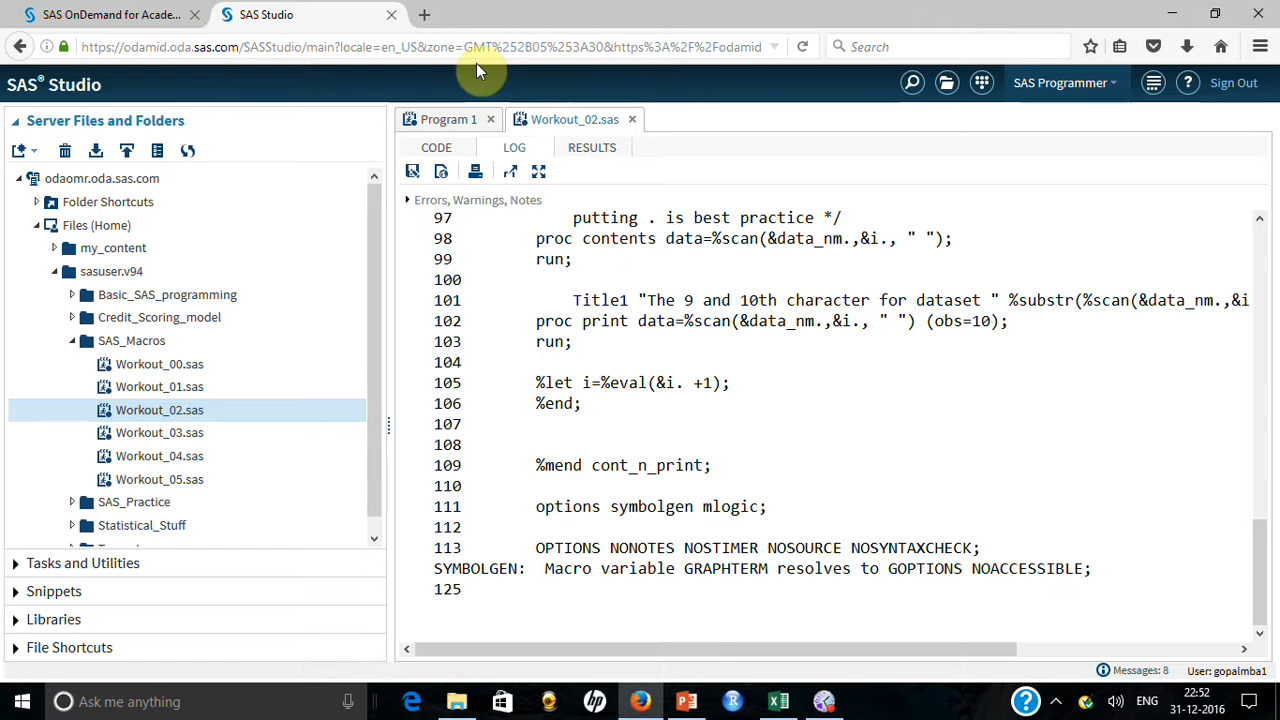 SAS OnDemand for Acade...
SAS Studio
https://odamid.oda.sas.com/SASStudio/main?locale=en_US&zone=GMT%252B05%253A30&https%3A%2F%2Fodamid
Search
SAS® Studio
SAS Programmer
Sign Out
Server Files and Folders
odaomr.oda.sas.com
Folder Shortcuts
Files (Home)
my_content
sasuser.v94
Basic_SAS_programming
Credit_Scoring_model
SAS_Macros
Workout_00.sas
Workout_01.sas
Workout_02.sas
Workout_03.sas
Workout_04.sas
Workout_05.sas
SAS_Practice
Statistical_Stuff
Tasks and Utilities
Snippets
Libraries
File Shortcuts
Program 1
Workout_02.sas
CODE
LOG
RESULTS
Errors, Warnings, Notes
97 putting . is best practice */
98 proc contents data=%scan(&data_nm.,&i., " ");
99 run;
100
101 Title1 "The 9 and 10th character for dataset " %substr(%scan(&data_nm.,&i
102 proc print data=%scan(&data_nm.,&i., " ") (obs=10);
103 run;
104
105 %let i=%eval(&i. +1);
106 %end;
107
108
109 %mend cont_n_print;
110
111 options symbolgen mlogic;
112
113 OPTIONS NONOTES NOSTIMER NOSOURCE NOSYNTAXCHECK;
SYMBOLGEN: Macro variable GRAPHTERM resolves to GOPTIONS NOACCESSIBLE;
125
Messages: 8
User: gopalmba1
Ask me anything
ENG
22:52
31-12-2016